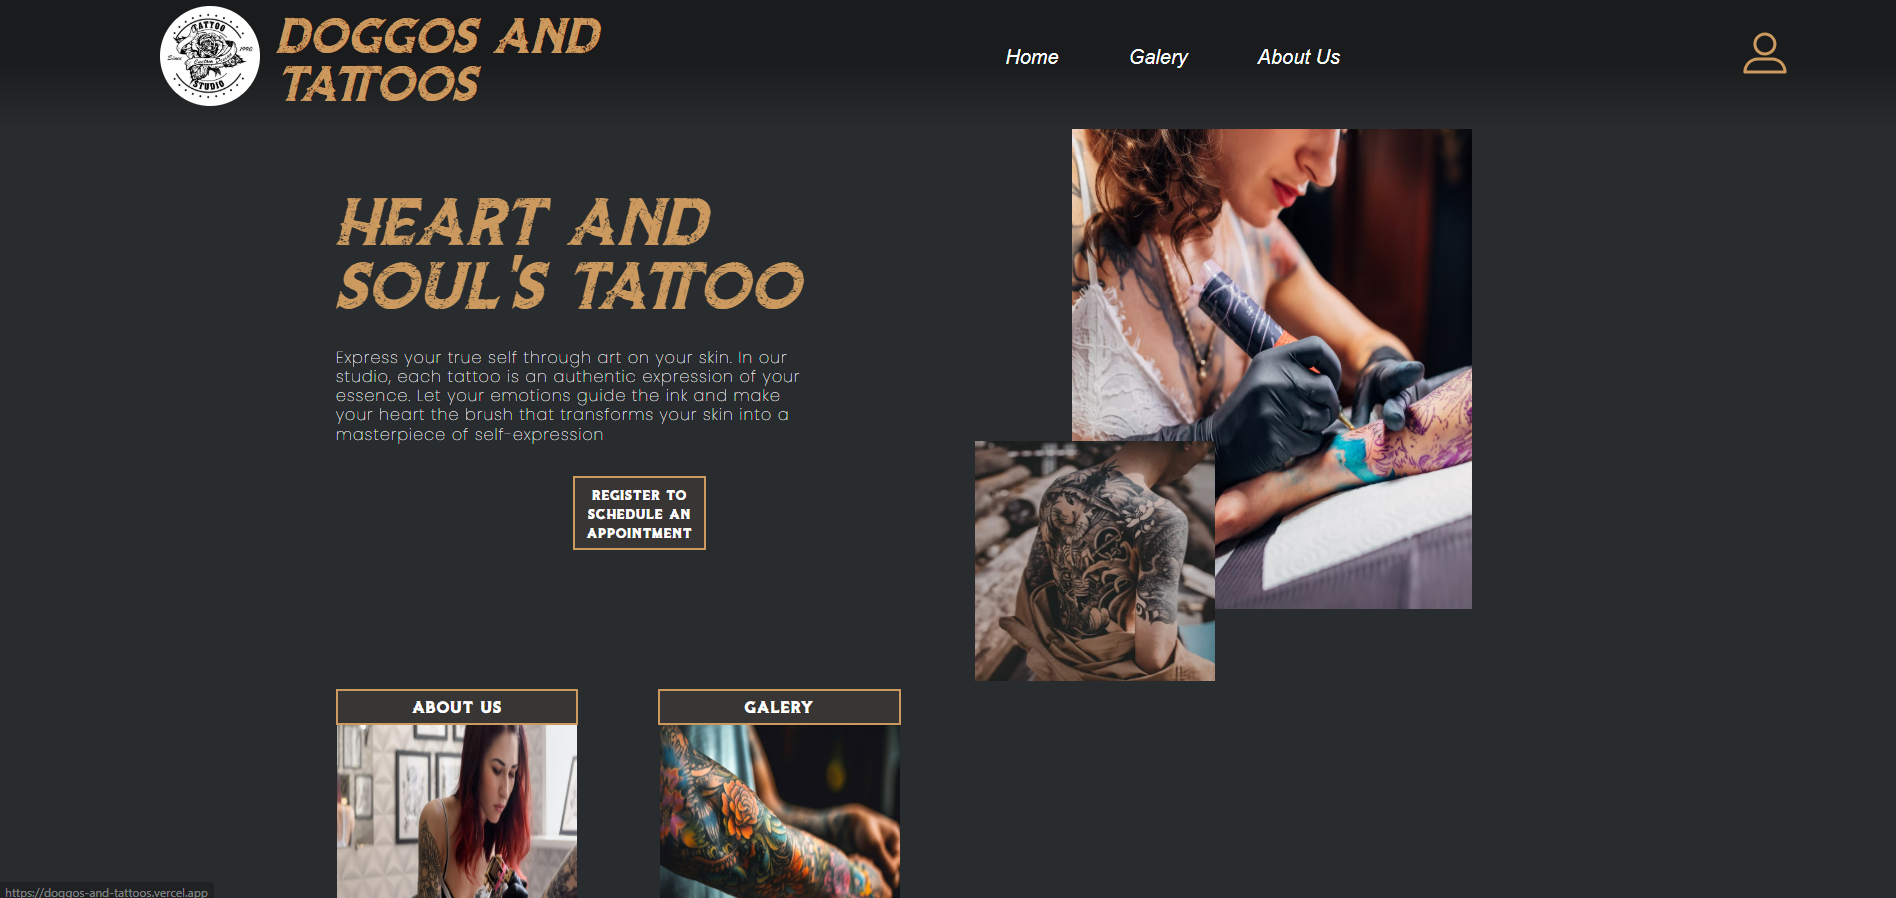 TATTOO
Since
1990
Custom
STUDIO
DOGGOS AND
TATTOOS
Home
Galery
About Us
HEART AND
SOUL'S TATTOO
Express your true self through art on your skin. In our
studio, each tattoo is an authentic expression of your
essence. Let your emotions guide the ink and make
your heart the brush that transforms your skin into a
masterpiece of self-expression
REGISTER TO
SCHEDULE AN
APPOINTMENT
ABOUT US
GALERY
https://doggos-and-tattoos.vercel.app